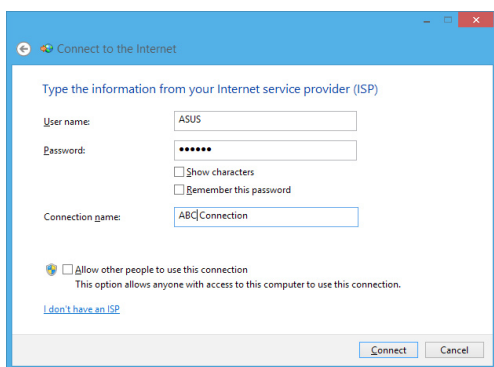 Connect to the Internet
Type the information from your Internet service provider (ISP)
User name: ASUS
Password: ••••••
Show characters
Remember this password
Connection name: ABC Connection
Allow other people to use this connection
This option allows anyone with access to this computer to use this connection.
I don't have an ISP
Connect Cancel